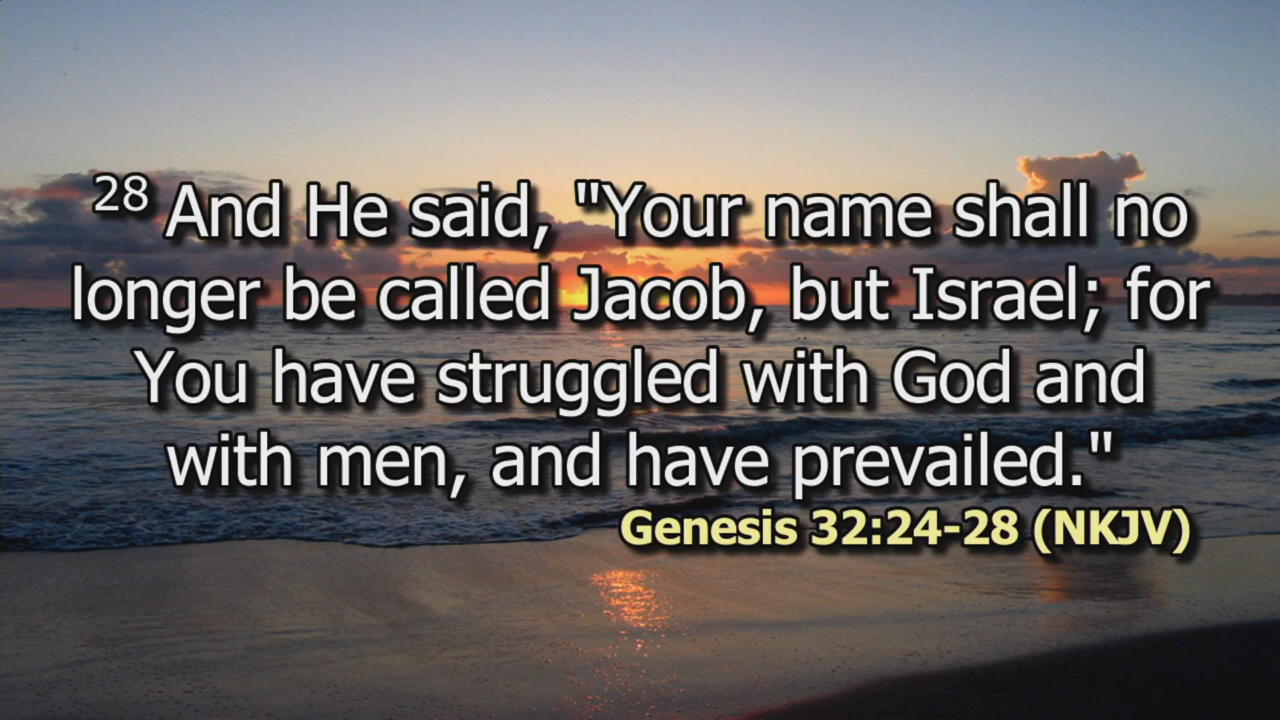 28 And He said, "Your name shall no
longer be called Jacob, but Israel; for
You have struggled with God and
with men, and have prevailed."
Genesis 32:24-28 (NKJV)